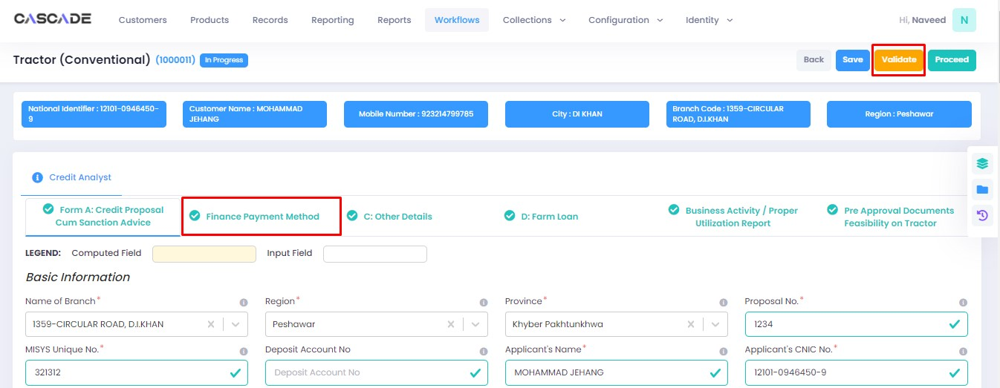 CASCADE Customers Products Records Reporting Reports Workflows Collections Configuration Identity Hi, Naveed N
Tractor (Conventional) (1000011) In Progress Back Save Validate Proceed
National Identifier : 12101-0946450-
9
Customer Name : MOHAMMAD
JEHANG
Mobile Number : 923214799785
City : DI KHAN
Branch Code : 1359-CIRCULAR
ROAD, D.I.KHAN
Region : Peshawar
Credit Analyst
Form A: Credit Proposal
Cum Sanction Advice
Finance Payment Method
C: Other Details
D: Farm Loan
Business Activity / Proper
Utilization Report
Pre Approval Documents
Feasibility on Tractor
LEGEND: Computed Field Input Field
Basic Information
Name of Branch* Region* Province* Proposal No.*
1359-CIRCULAR ROAD, D.I.KHAN Peshawar Khyber Pakhtunkhwa 1234
MISYS Unique No.* Deposit Account No Applicant's Name* Applicant's CNIC No.*
321312 Deposit Account No MOHAMMAD JEHANG 12101-0946450-9